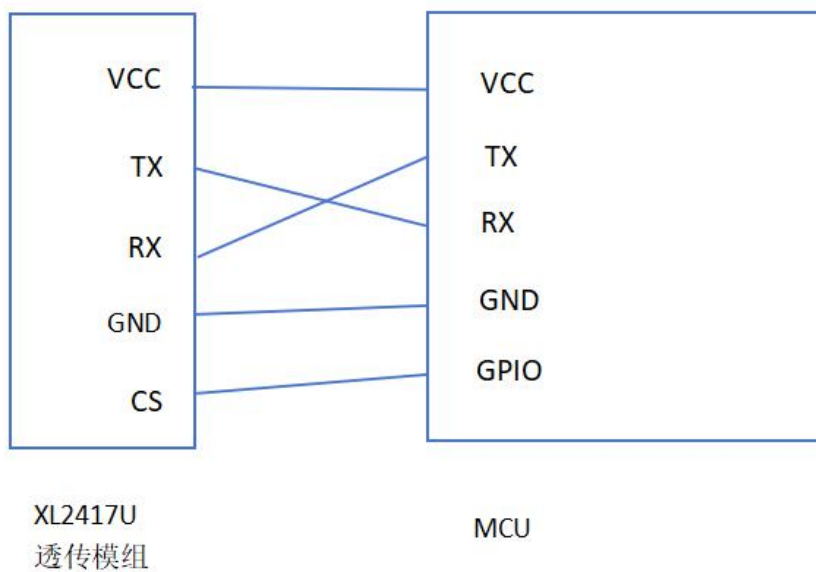 VCC
TX
RX
GND
CS
VCC
TX
RX
GND
GPIO
XL2417U
透传模组
MCU